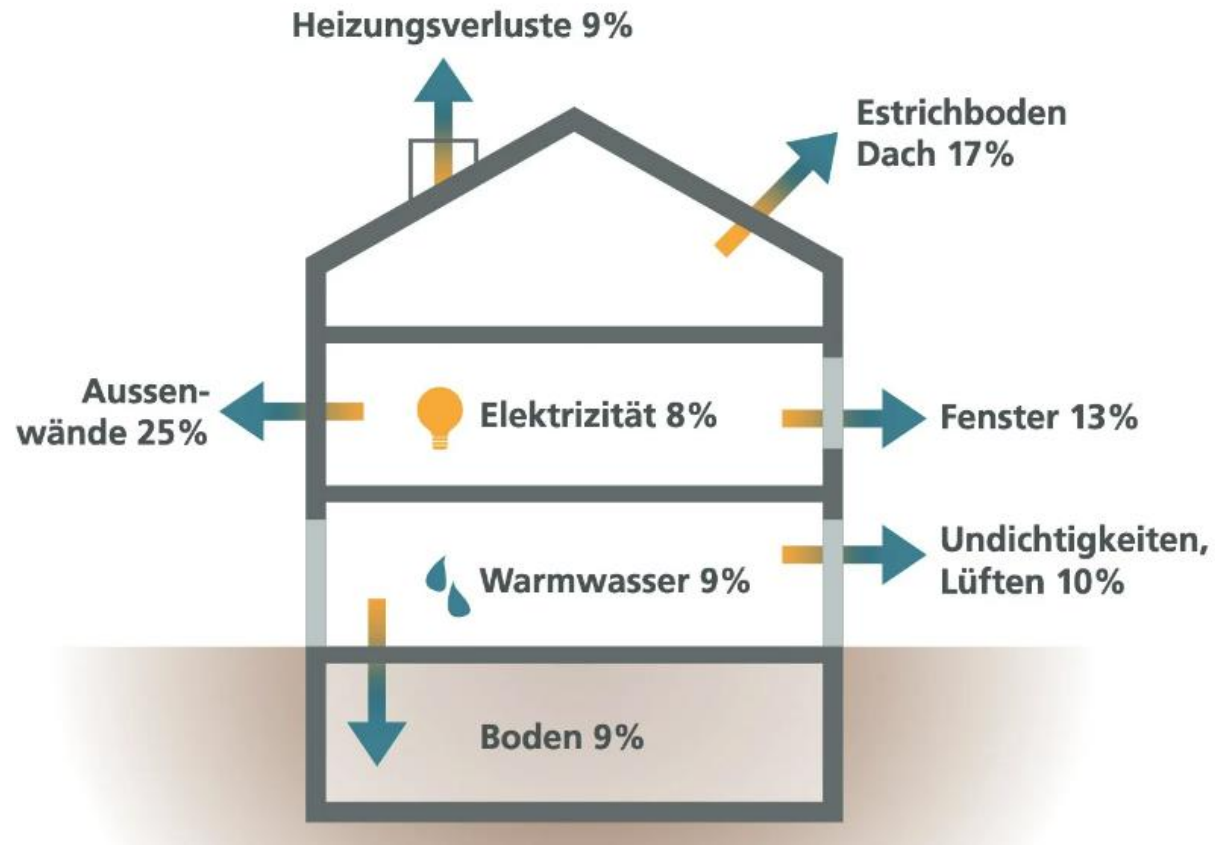 Heizungsverluste 9%
Estrichboden
Dach 17%
Aussen-
wände 25%
Elektrizität 8%
Fenster 13%
Undichtigkeiten,
Lüften 10%
Warmwasser 9%
Boden 9%